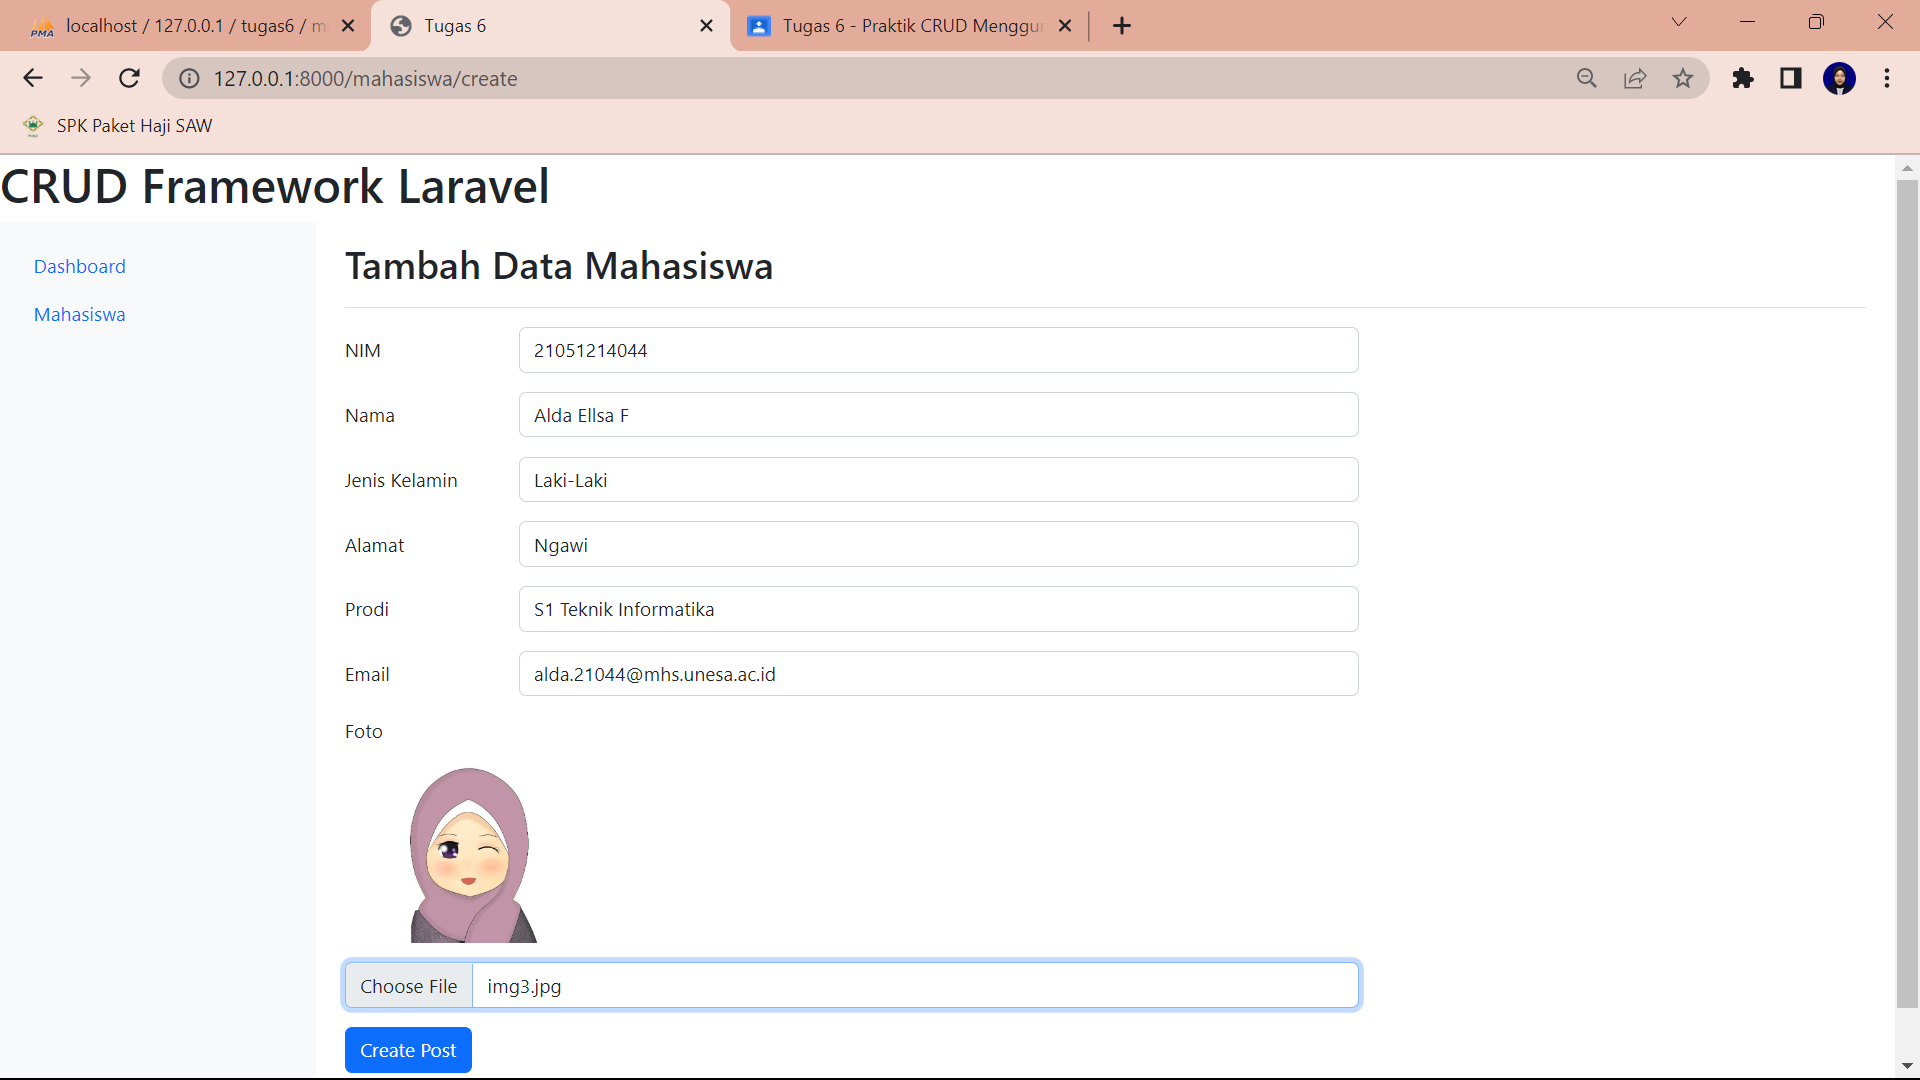 PMA localhost / 127.0.0.1 / tugas6 / m
Tugas 6
Tugas 6 - Praktik CRUD Menggun
127.0.0.1:8000/mahasiswa/create
SPK Paket Haji SAW
CRUD Framework Laravel
Dashboard
Mahasiswa
Tambah Data Mahasiswa
NIM 21051214044
Nama Alda Ellsa F
Jenis Kelamin Laki-Laki
Alamat Ngawi
Prodi S1 Teknik Informatika
Email alda.21044@mhs.unesa.ac.id
Foto
Choose File img3.jpg
Create Post